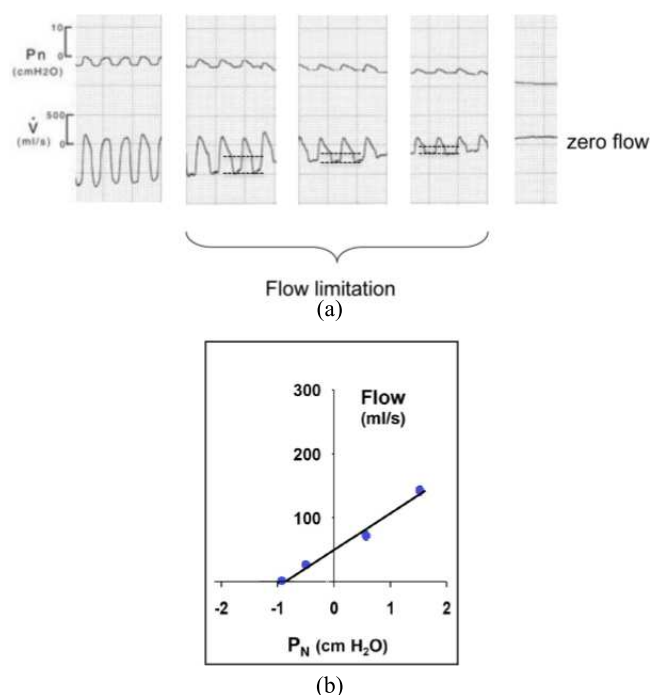 10
Pn
0
(cmH2O)
500
V̇
0
(ml/s)
zero flow
Flow limitation
(a)
300
Flow
(ml/s)
200
100
-2
-1
0
1
2
P_N (cm H₂O)
(b)